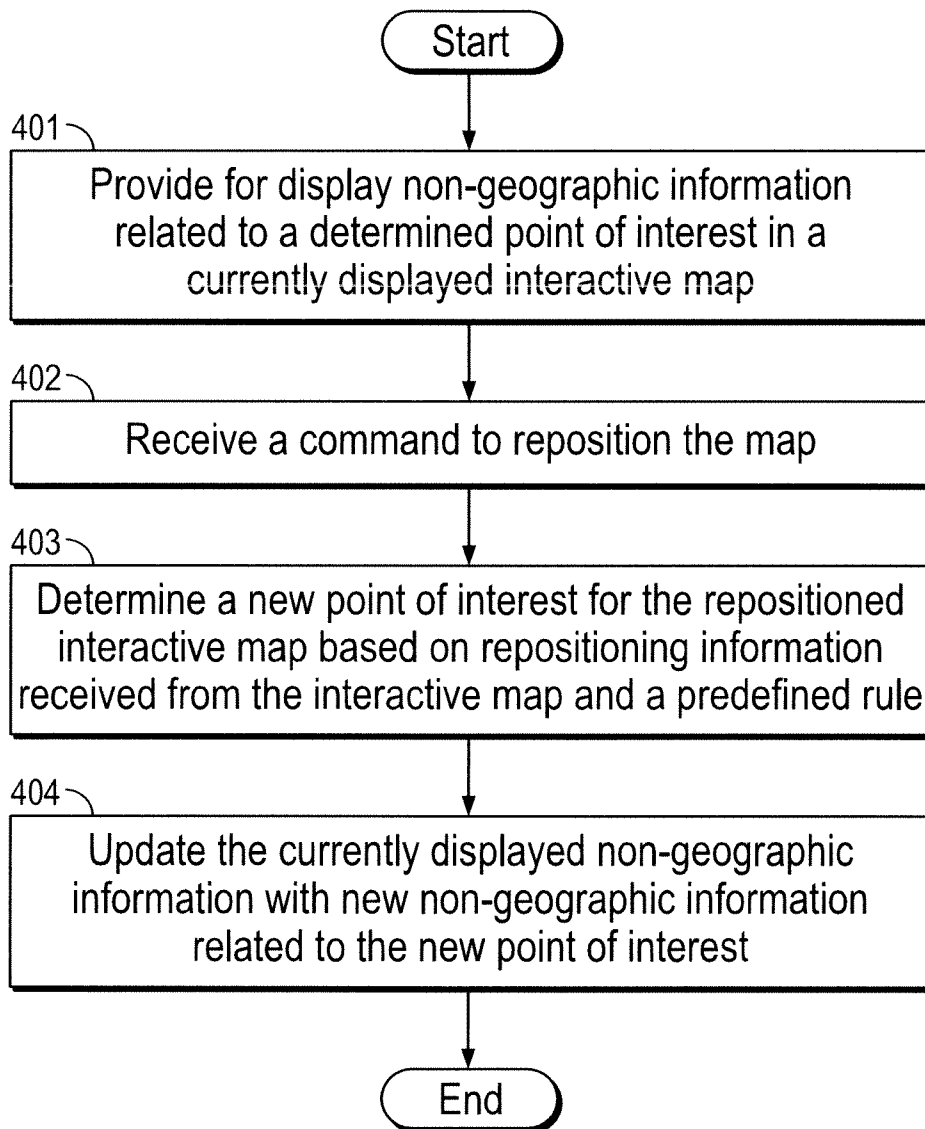 Start
401
Provide for display non-geographic information
related to a determined point of interest in a
currently displayed interactive map
402
Receive a command to reposition the map
403
Determine a new point of interest for the repositioned
interactive map based on repositioning information
received from the interactive map and a predefined rule
404
Update the currently displayed non-geographic
information with new non-geographic information
related to the new point of interest
End